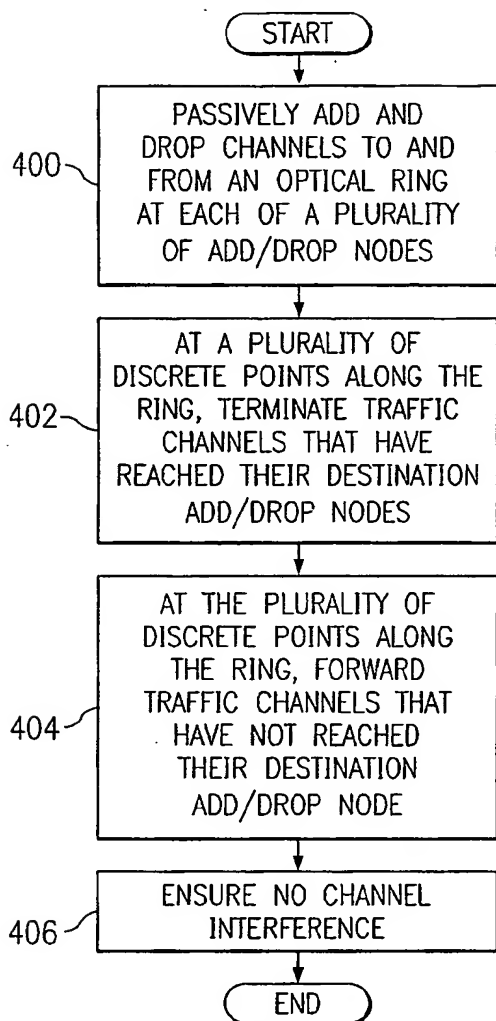 START
400
PASSIVELY ADD AND
DROP CHANNELS TO AND
FROM AN OPTICAL RING
AT EACH OF A PLURALITY
OF ADD/DROP NODES
402
AT A PLURALITY OF
DISCRETE POINTS ALONG THE
RING, TERMINATE TRAFFIC
CHANNELS THAT HAVE
REACHED THEIR DESTINATION
ADD/DROP NODES
404
AT THE PLURALITY OF
DISCRETE POINTS ALONG
THE RING, FORWARD
TRAFFIC CHANNELS THAT
HAVE NOT REACHED
THEIR DESTINATION
ADD/DROP NODE
406
ENSURE NO CHANNEL
INTERFERENCE
END